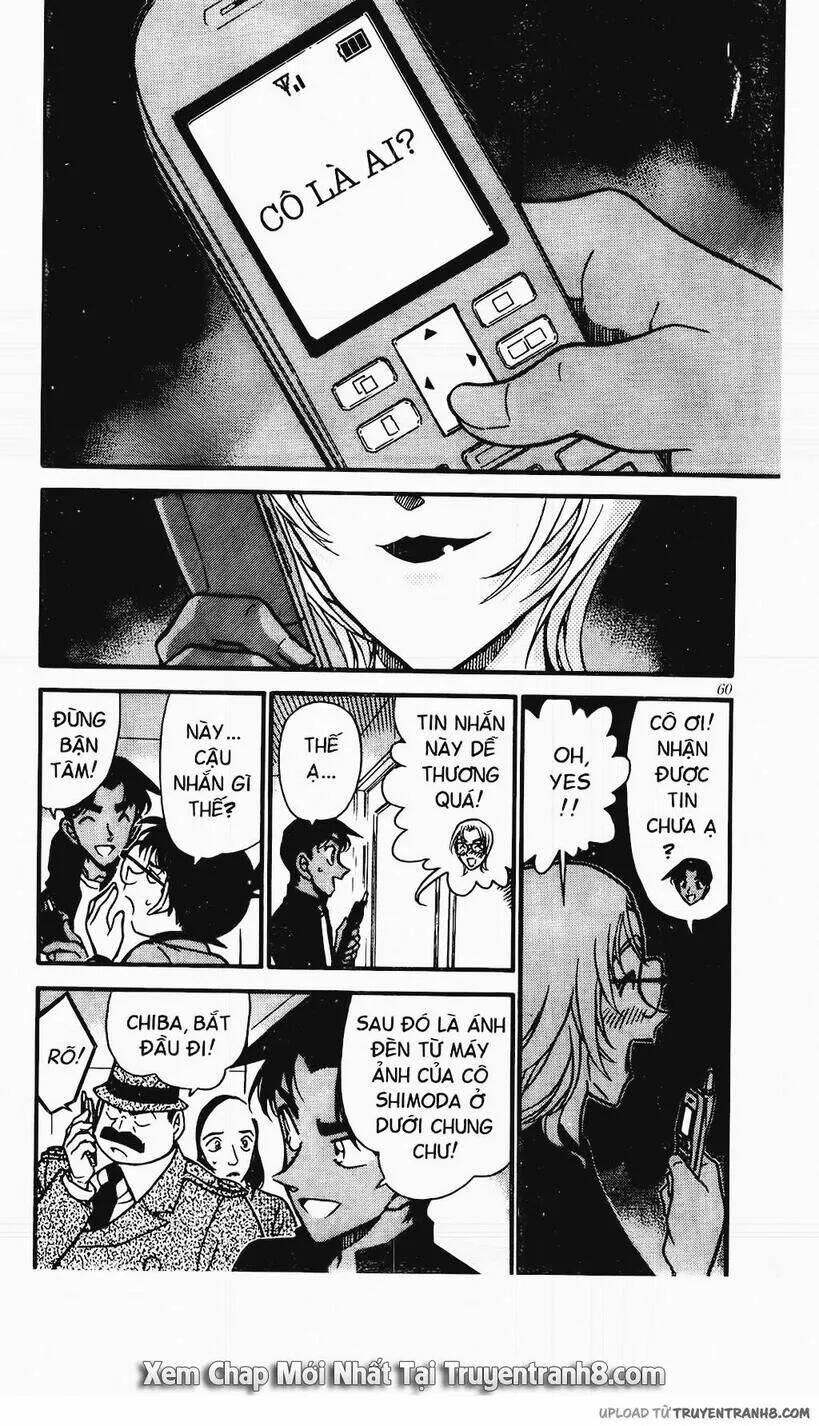 CÔ LÀ AI?
60
CÔ ƠI!
NHẬN
ĐƯỢC
TIN
CHƯA Ạ
?
OH,
YES
!!
TIN NHẮN
NÀY DỄ
THƯƠNG
QUÁ!
THẾ
Ạ...
NÀY...
CẬU
NHẮN GÌ
THẾ?
ĐỪNG
BẬN
TÂM!
SAU ĐÓ LÀ ÁNH
ĐÈN TỪ MÁY
ẢNH CỦA CÔ
SHIMODA Ở
DƯỚI CHUNG
CHƯ!
CHIBA, BẮT
ĐẦU ĐI!
RÕ!
Xem Chap Mới Nhất Tại Truyentranh8.com
UPLOAD TỪ TRUYENTRANH8.COM